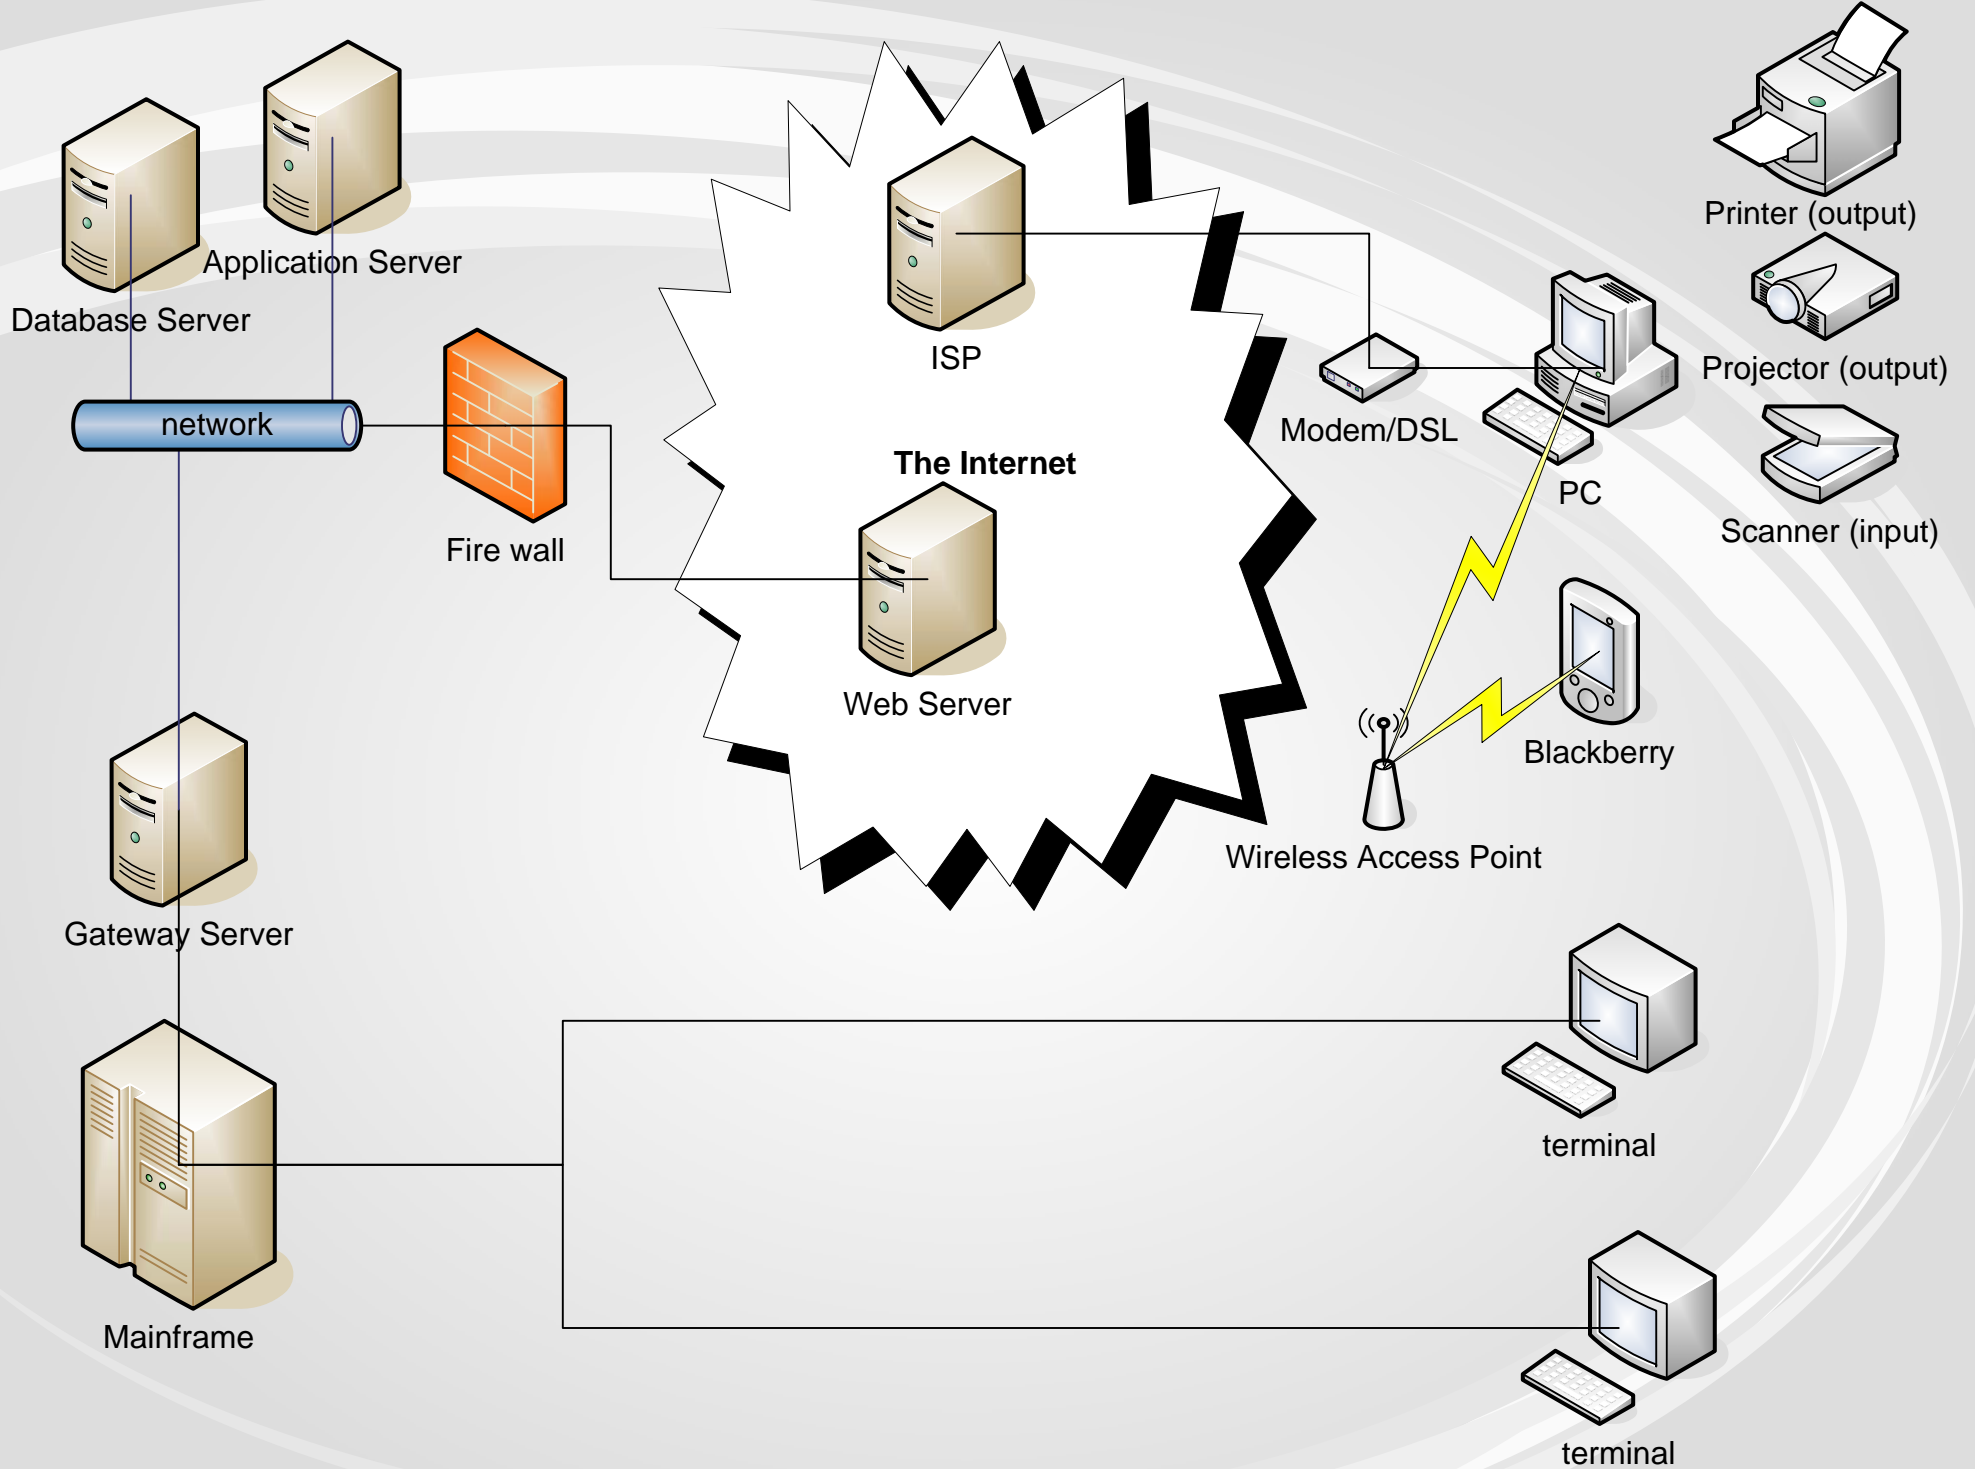 Printer (output)
Application Server
Database Server
ISP
Projector (output)
network
Modem/DSL
The Internet
PC
Scanner (input)
Fire wall
Web Server
Blackberry
Wireless Access Point
Gateway Server
terminal
Mainframe
terminal